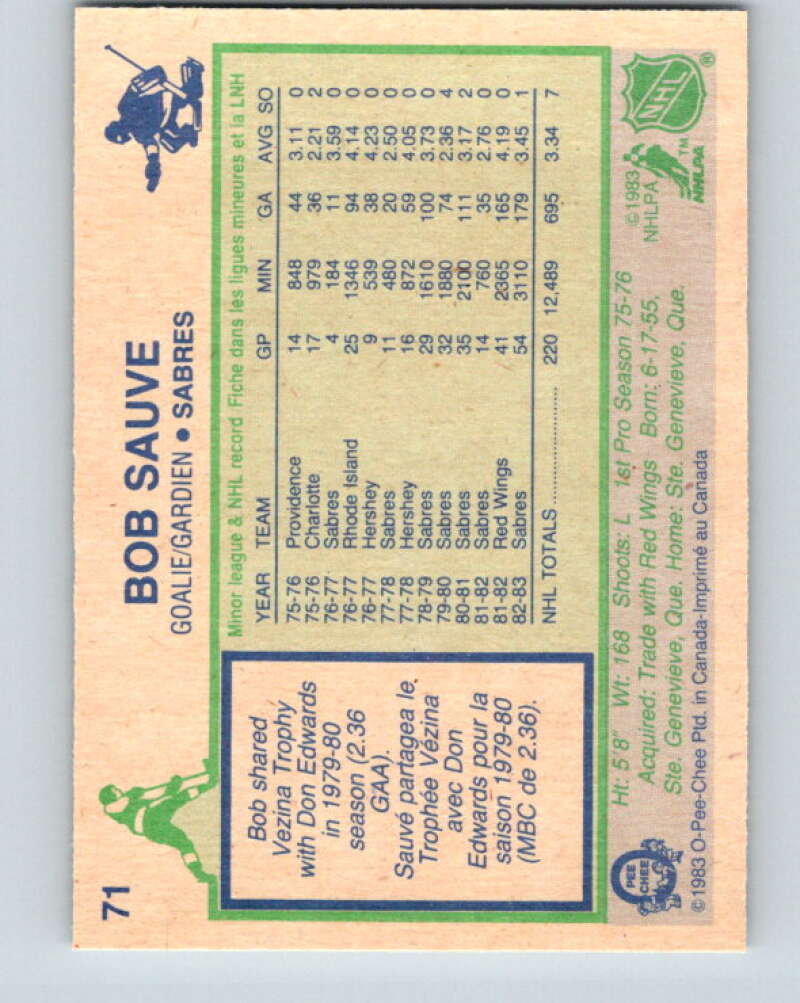 71
BOB SAUVE
GOALIE/GARDIEN • SABRES
Bob shared
Vezina Trophy
with Don Edwards
in 1979-80
season (2.36
GAA).
Sauvé partagea le
Trophée Vézina
avec Don
Edwards pour la
saison 1979-80
(MBC de 2.36).
Minor league & NHL record Fiche dans les ligues mineures et la LNH
YEAR TEAM GP MIN GA AVG SO
75-76 Providence 14 848 44 3.11 0
75-76 Charlotte 17 979 36 2.21 2
76-77 Sabres 4 184 11 3.59 0
76-77 Rhode Island 25 1346 94 4.14 0
76-77 Hershey 9 539 38 4.23 0
77-78 Sabres 11 480 20 2.50 0
77-78 Hershey 16 872 59 4.05 0
78-79 Sabres 29 1610 100 3.73 0
79-80 Sabres 32 1880 74 2.36 4
80-81 Sabres 35 2100 111 3.17 2
81-82 Sabres 14 760 35 2.76 0
81-82 Red Wings 41 2365 165 4.19 0
82-83 Sabres 54 3110 179 3.45 1
NHL TOTALS .................... 220 12,489 695 3.34 7
Ht: 5'8" Wt: 168 Shoots: L 1st Pro Season 75-76
Acquired: Trade with Red Wings Born: 6-17-55,
Ste. Genevieve, Que. Home: Ste. Genevieve, Que.
©1983 O-Pee-Chee Ptd. in Canada-Imprimé au Canada
PEE
CHEE
©1983
NHLPA
NHL
®
NHLPA
TM